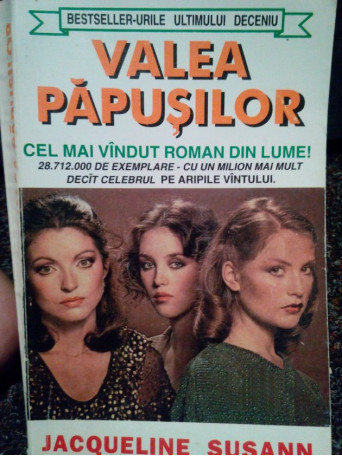 BESTSELLER-URILE ULTIMULUI DECENIU
VALEA
PĂPUȘILOR
CEL MAI VÎNDUT ROMAN DIN LUME!
28.712.000 DE EXEMPLARE - CU UN MILION MAI MULT
DECÎT CELEBRUL PE ARIPILE VÎNTULUI.
JACQUELINE SUSANN